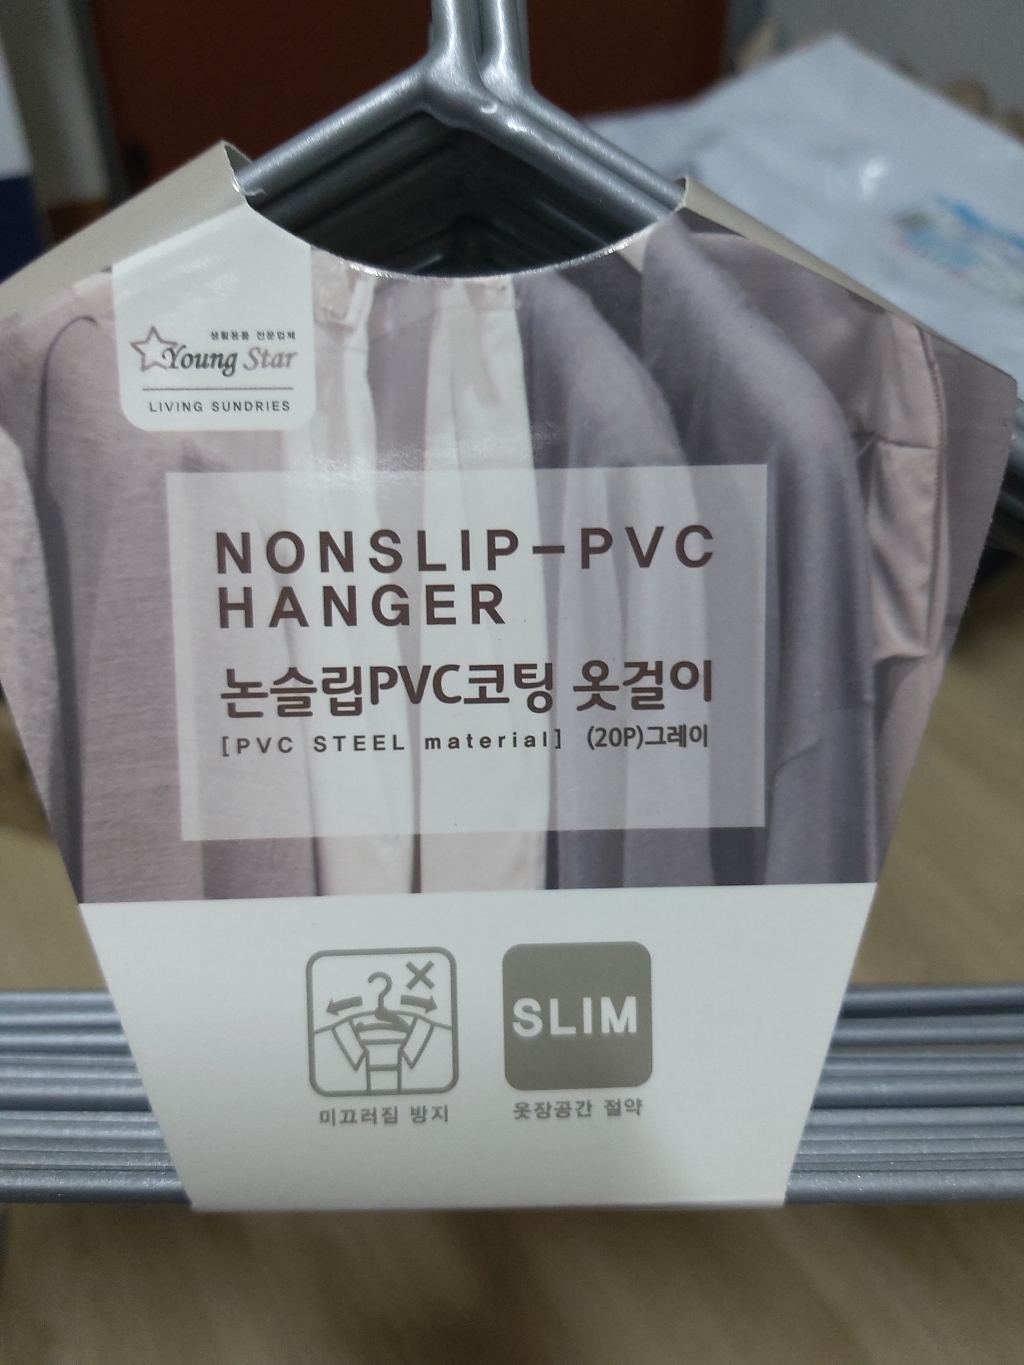 생활용품 전문업체
Young Star
LIVING SUNDRIES
NONSLIP-PVC
HANGER
논슬립PVC코팅 옷걸이
[PVC STEEL material] (20P)그레이
SLIM
미끄러짐 방지
옷장공간 절약